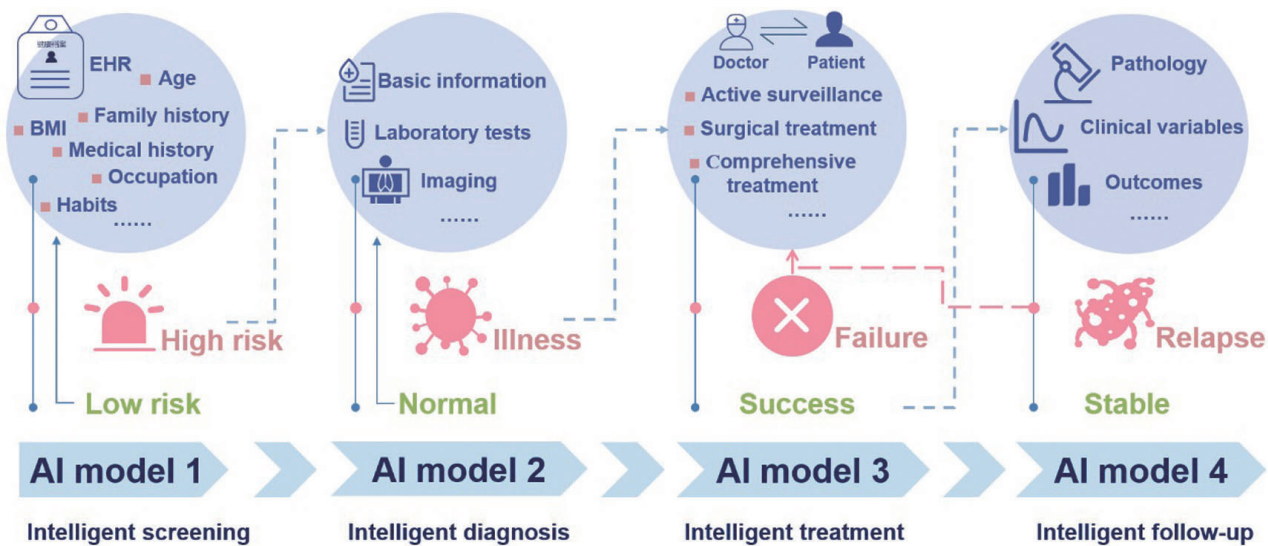 EHR
Age
Family history
BMI
Medical history
Occupation
Habits
......
High risk
Low risk
AI model 1
Intelligent screening
Basic information
Laboratory tests
Imaging
......
Illness
Normal
AI model 2
Intelligent diagnosis
Doctor
Patient
Active surveillance
Surgical treatment
Comprehensive
treatment
......
Failure
Success
AI model 3
Intelligent treatment
Pathology
Clinical variables
Outcomes
......
Relapse
Stable
AI model 4
Intelligent follow-up